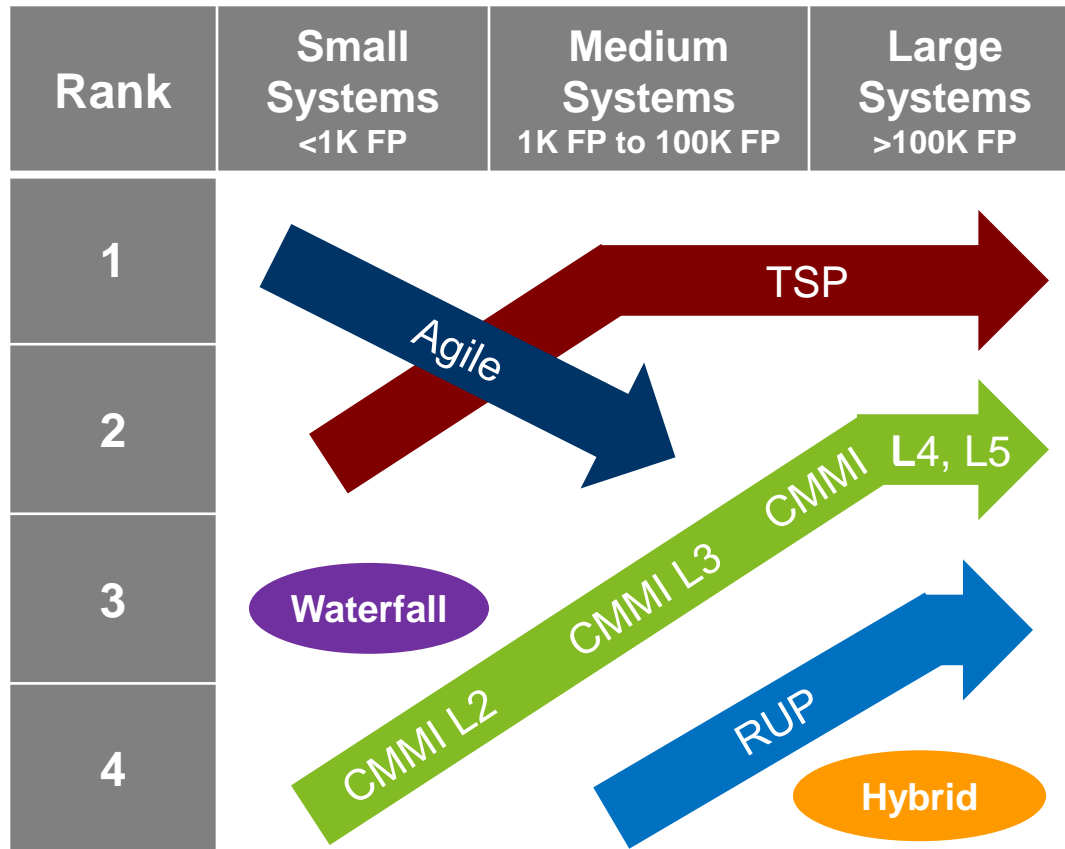 Rank
Small
Systems
<1K FP
Medium
Systems
1K FP to 100K FP
Large
Systems
>100K FP
1
TSP
Agile
2
L4, L5
CMMI
3
Waterfall
CMMI L3
4
CMMI L2
RUP
Hybrid